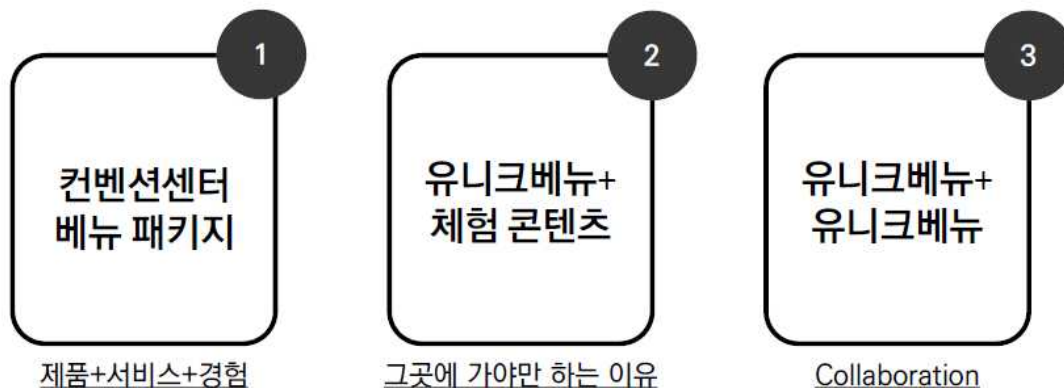 1
컨벤션센터
베뉴 패키지
제품+서비스+경험
2
유니크베뉴+
체험 콘텐츠
그곳에 가야만 하는 이유
3
유니크베뉴+
유니크베뉴
Collaboration